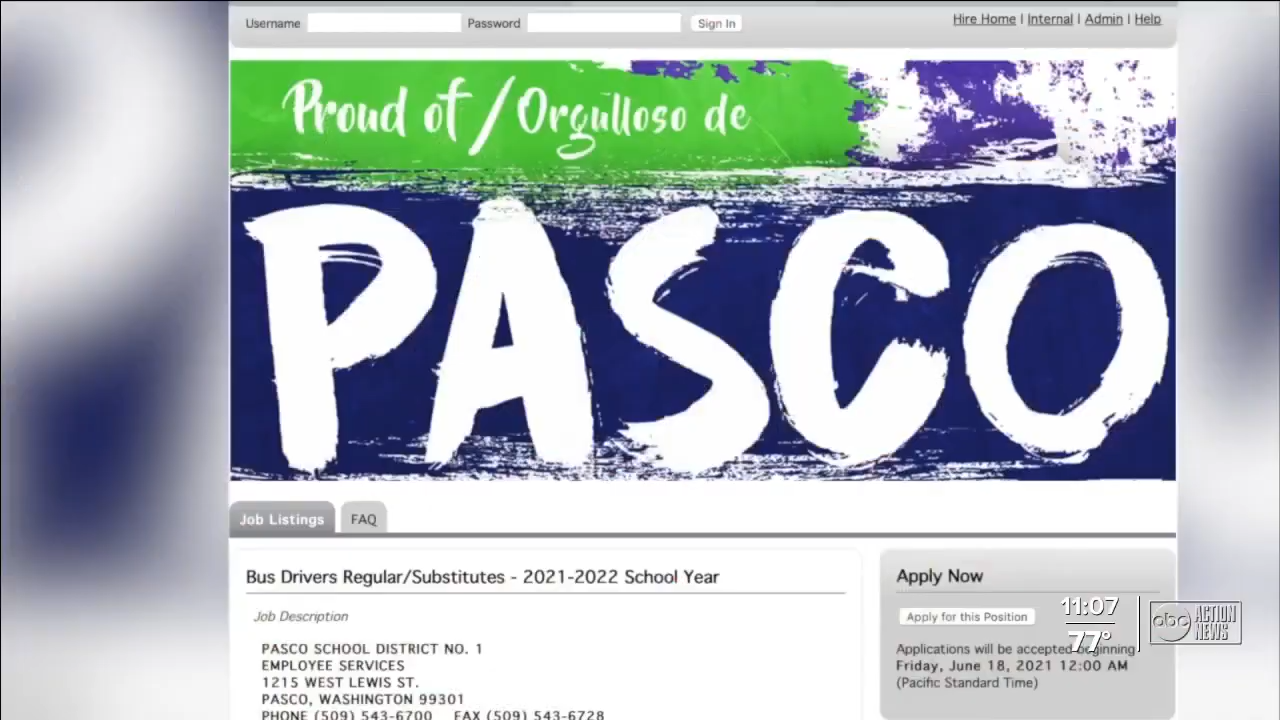 Username Password Sign In Hire Home | Internal | Admin | Help
Proud of / Orgulloso de
PASCO
Job Listings FAQ
Bus Drivers Regular/Substitutes - 2021-2022 School Year
Job Description
PASCO SCHOOL DISTRICT NO. 1
EMPLOYEE SERVICES
1215 WEST LEWIS ST.
PASCO, WASHINGTON 99301
PHONE (509) 543-6700 FAX (509) 543-6728
Apply Now
Apply for this Position
Applications will be accepted beginning
Friday, June 18, 2021 12:00 AM
(Pacific Standard Time)
11:07
77°
abc ACTION
NEWS